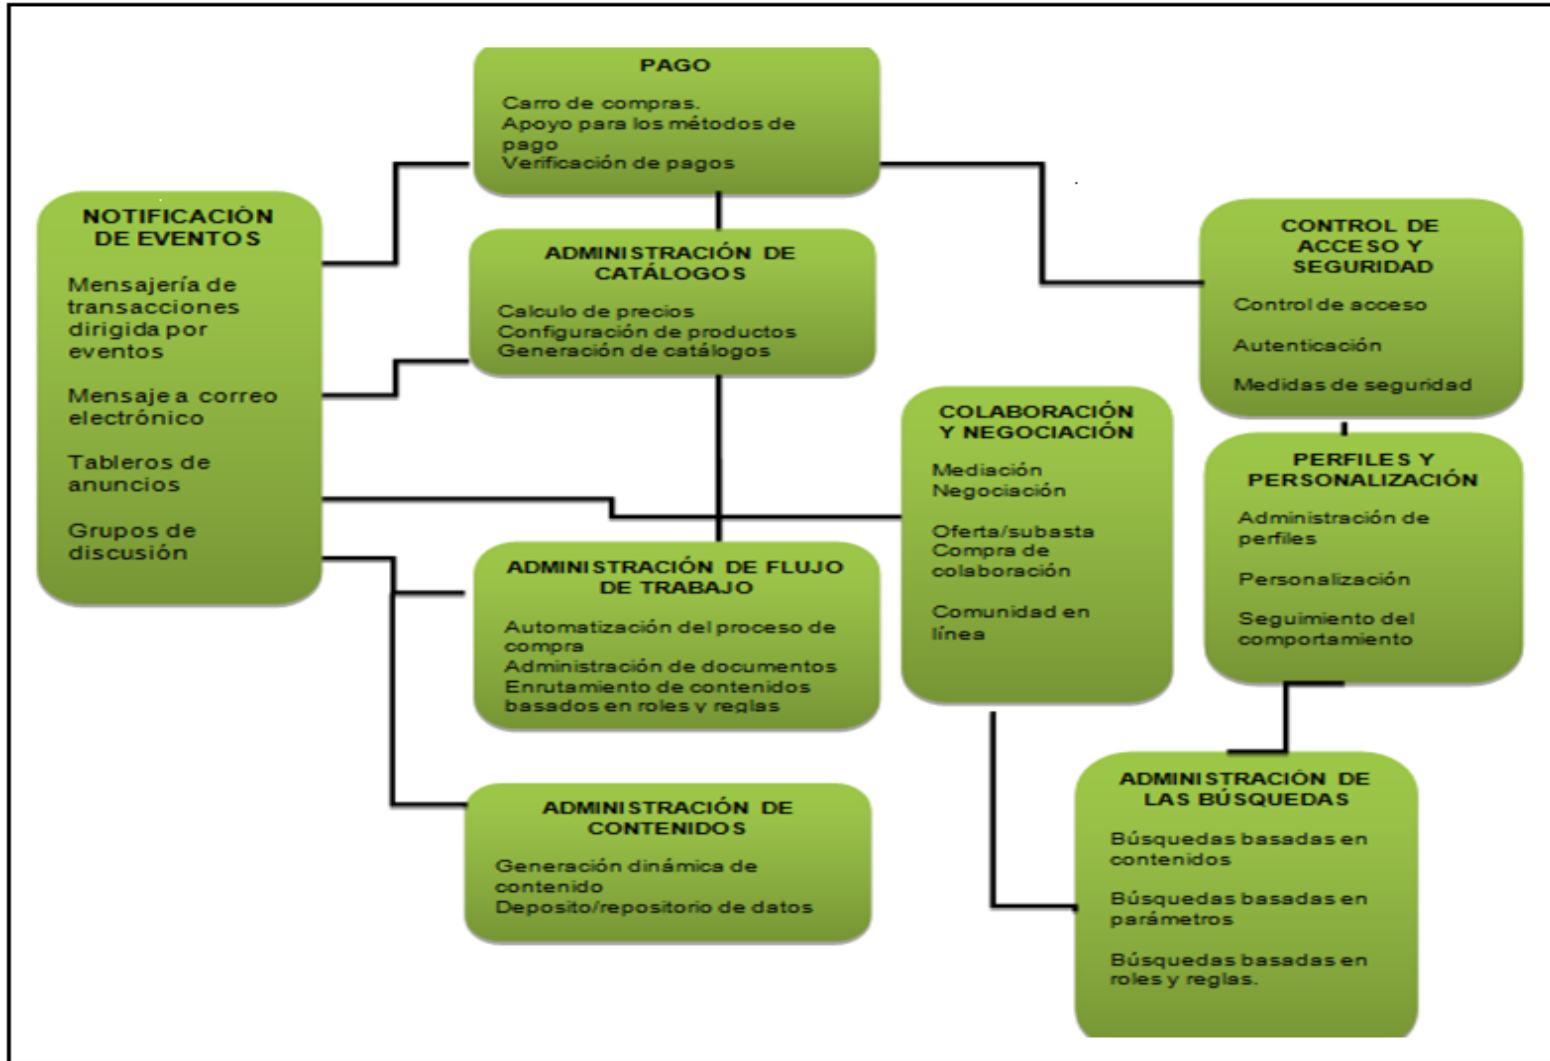 PAGO
Carro de compras.
Apoyo para los métodos de
pago
Verificación de pagos
NOTIFICACIÓN
DE EVENTOS
Mensajería de
transacciones
dirigida por
eventos
Mensaje a correo
electrónico
Tableros de
anuncios
Grupos de
discusión
ADMINISTRACIÓN DE
CATÁLOGOS
Calculo de precios
Configuración de productos
Generación de catálogos
CONTROL DE
ACCESO Y
SEGURIDAD
Control de acceso
Autenticación
Medidas de seguridad
COLABORACIÓN
Y NEGOCIACIÓN
Mediación
Negociación
Oferta/subasta
Compra de
colaboración
Comunidad en
línea
PERFILES Y
PERSONALIZACIÓN
Administración de
perfiles
Personalización
Seguimiento del
comportamiento
ADMINISTRACIÓN DE FLUJO
DE TRABAJO
Automatización del proceso de
compra
Administración de documentos
Enrutamiento de contenidos
basados en roles y reglas
ADMINISTRACIÓN DE
CONTENIDOS
Generación dinámica de
contenido
Deposito/repositorio de datos
ADMINISTRACIÓN DE
LAS BÚSQUEDAS
Búsquedas basadas en
contenidos
Búsquedas basadas en
parámetros
Búsquedas basadas en
roles y reglas.